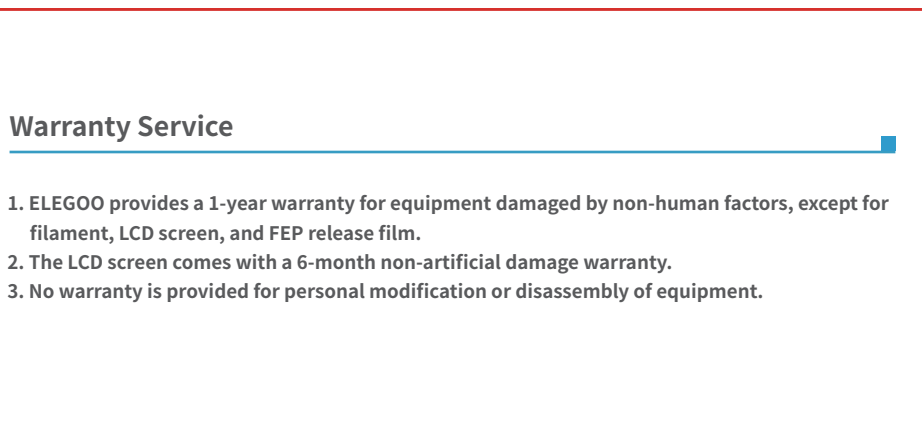 Warranty Service
1. ELEGOO provides a 1-year warranty for equipment damaged by non-human factors, except for
filament, LCD screen, and FEP release film.
2. The LCD screen comes with a 6-month non-artificial damage warranty.
3. No warranty is provided for personal modification or disassembly of equipment.